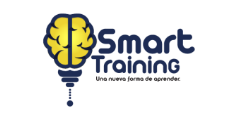 Smart
Training
Una nueva forma de aprender.